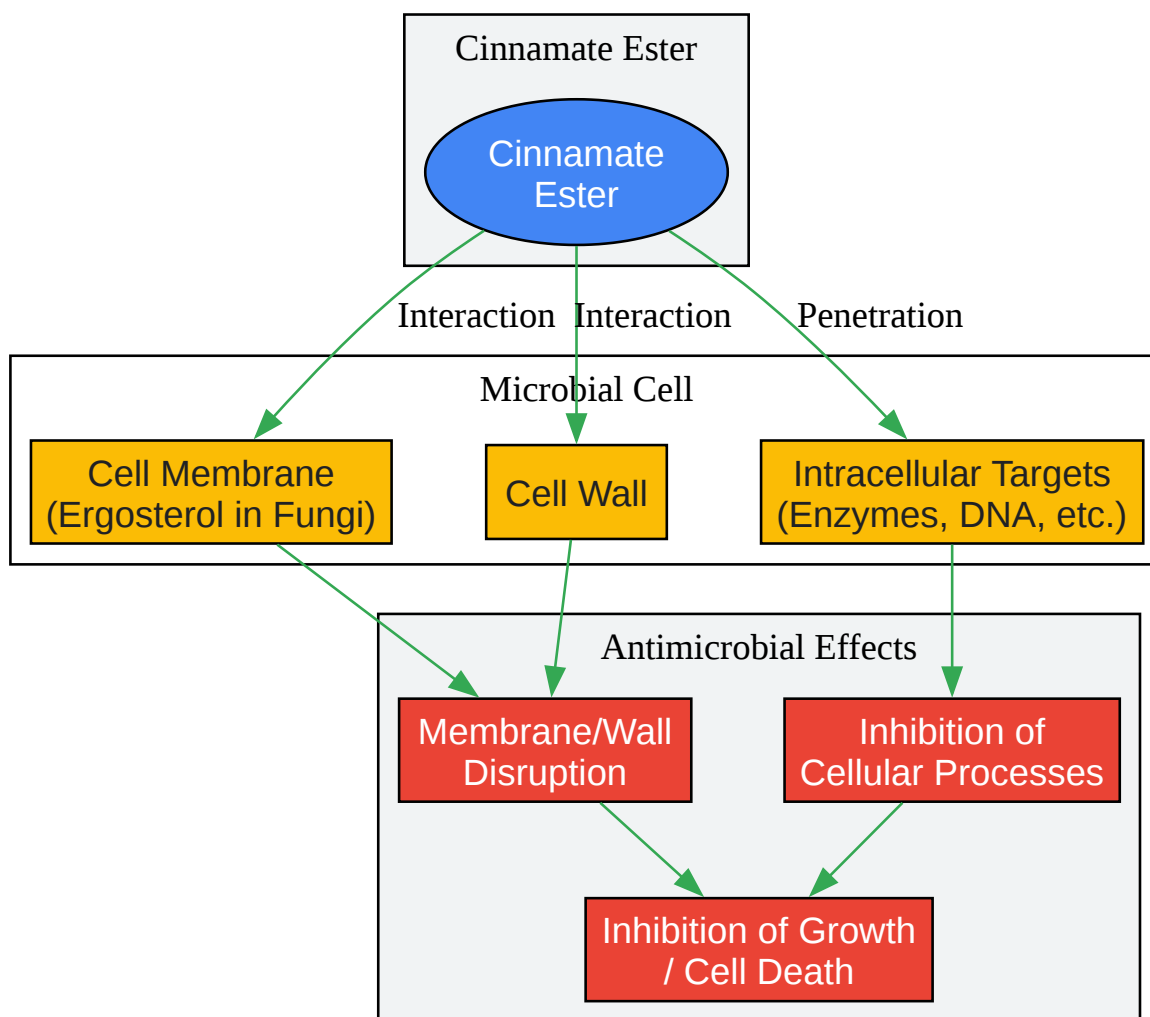 Cinnamate Ester
Cinnamate
Ester
Interaction
Interaction
Penetration
Microbial Cell
Cell Membrane
(Ergosterol in Fungi)
Cell Wall
Intracellular Targets
(Enzymes, DNA, etc.)
Antimicrobial Effects
Membrane/Wall
Disruption
Inhibition of
Cellular Processes
Inhibition of Growth
/ Cell Death